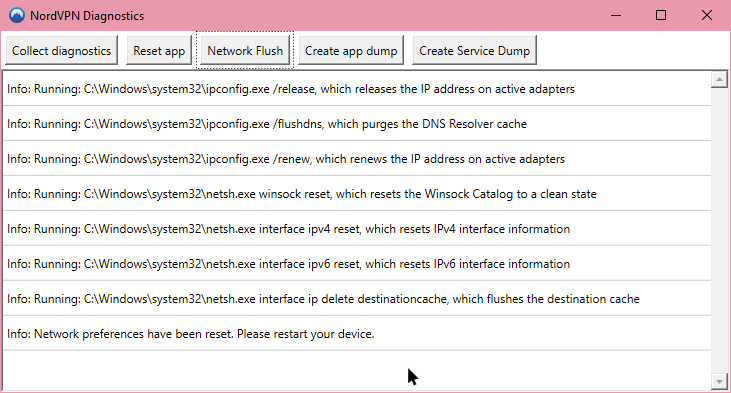 NordVPN Diagnostics
Collect diagnostics Reset app Network Flush Create app dump Create Service Dump
Info: Running: C:\Windows\system32\ipconfig.exe /release, which releases the IP address on active adapters
Info: Running: C:\Windows\system32\ipconfig.exe /flushdns, which purges the DNS Resolver cache
Info: Running: C:\Windows\system32\ipconfig.exe /renew, which renews the IP address on active adapters
Info: Running: C:\Windows\system32\netsh.exe winsock reset, which resets the Winsock Catalog to a clean state
Info: Running: C:\Windows\system32\netsh.exe interface ipv4 reset, which resets IPv4 interface information
Info: Running: C:\Windows\system32\netsh.exe interface ipv6 reset, which resets IPv6 interface information
Info: Running: C:\Windows\system32\netsh.exe interface ip delete destinationcache, which flushes the destination cache
Info: Network preferences have been reset. Please restart your device.